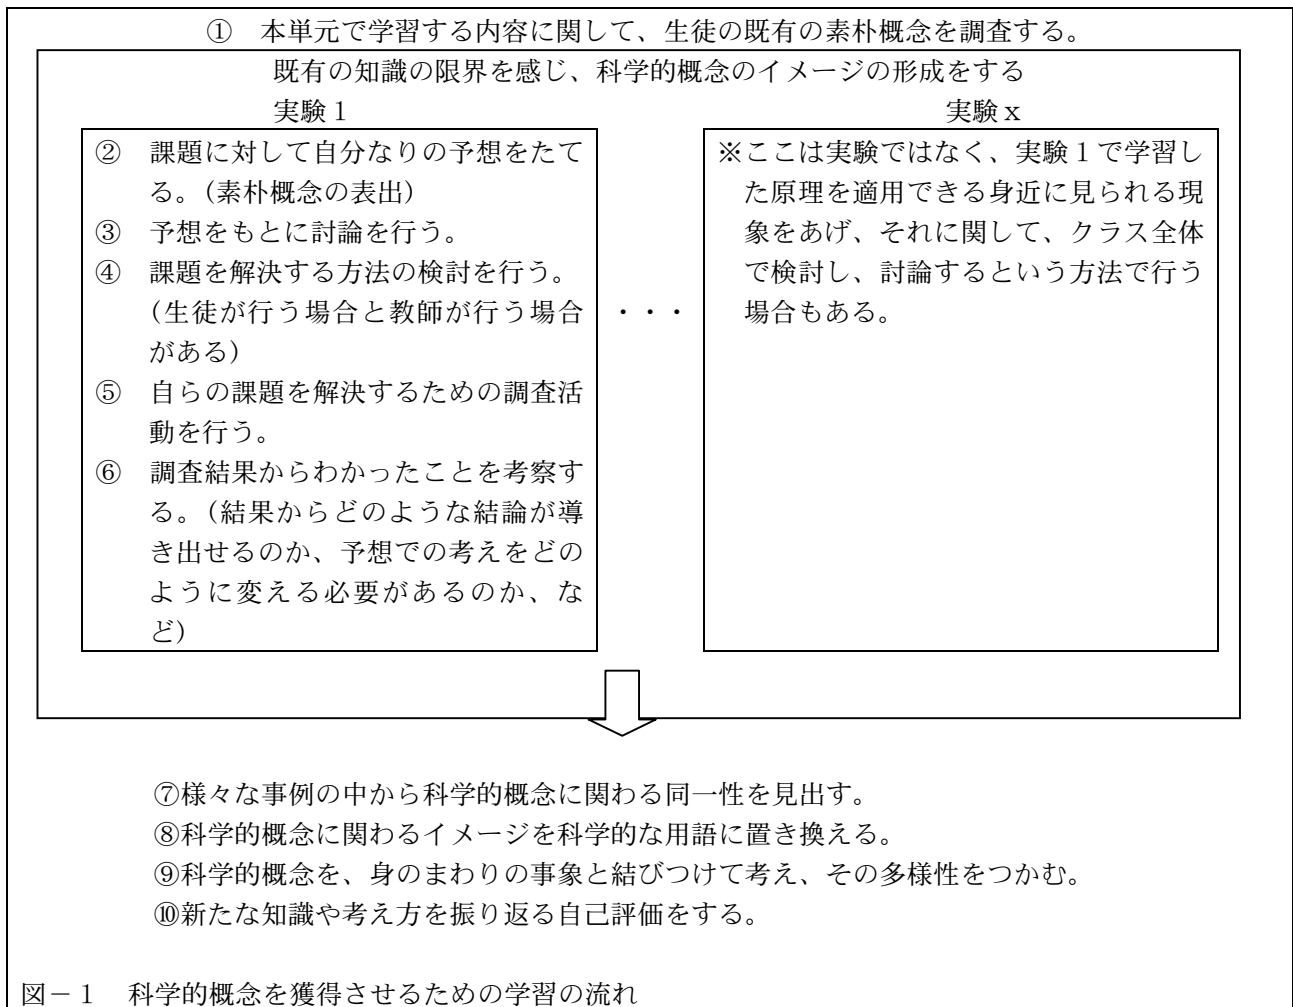 ① 本単元で学習する内容に関して、生徒の既有の素朴概念を調査する。
既有の知識の限界を感じ、科学的概念のイメージの形成をする
実験１
② 課題に対して自分なりの予想をたて
る。（素朴概念の表出）
③ 予想をもとに討論を行う。
④ 課題を解決する方法の検討を行う。
（生徒が行う場合と教師が行う場合
がある）
⑤ 自らの課題を解決するための調査活
動を行う。
⑥ 調査結果からわかったことを考察す
る。（結果からどのような結論が導
き出せるのか、予想での考えをどの
ように変える必要があるのか、な
ど）
・・・
実験ｘ
※ここは実験ではなく、実験１で学習し
た原理を適用できる身近に見られる現
象をあげ、それに関して、クラス全体
で検討し、討論するという方法で行う
場合もある。
⑦様々な事例の中から科学的概念に関わる同一性を見出す。
⑧科学的概念に関わるイメージを科学的な用語に置き換える。
⑨科学的概念を、身のまわりの事象と結びつけて考え、その多様性をつかむ。
⑩新たな知識や考え方を振り返る自己評価をする。
図－１ 科学的概念を獲得させるための学習の流れ